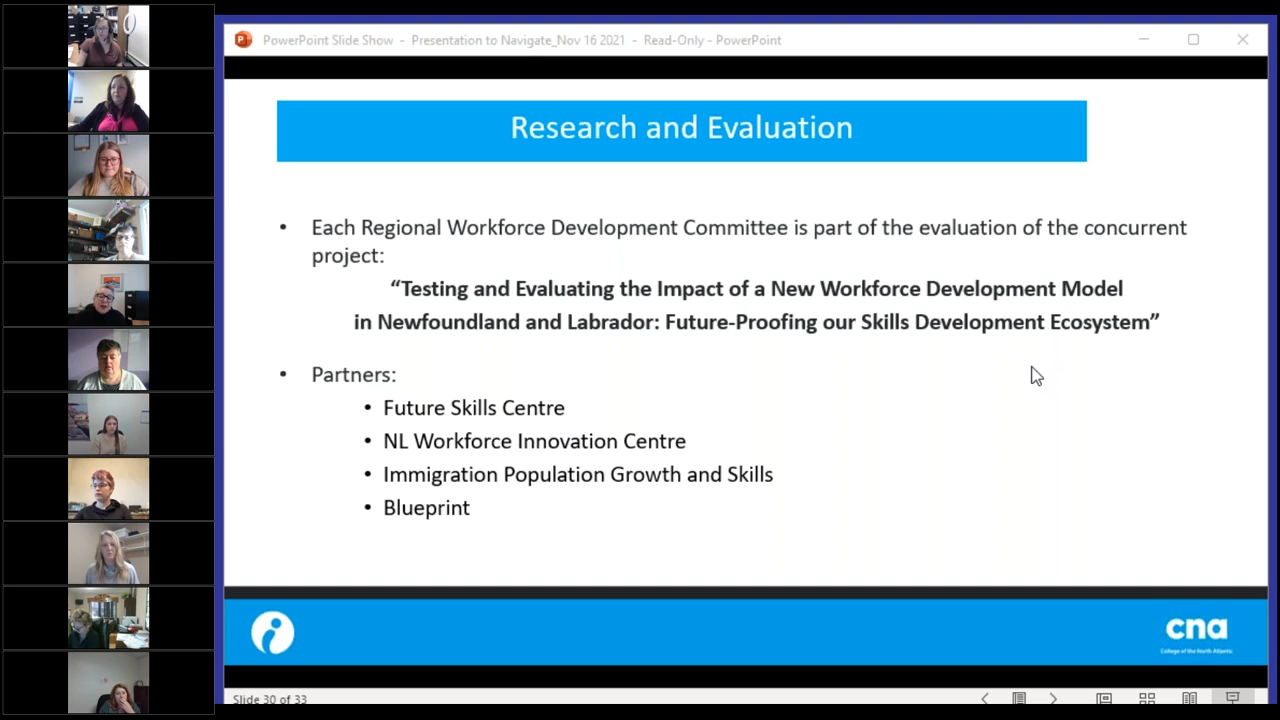 PowerPoint Slide Show - Presentation to Navigate_Nov 16 2021 - Read-Only - PowerPoint
Research and Evaluation
• Each Regional Workforce Development Committee is part of the evaluation of the concurrent
project:
“Testing and Evaluating the Impact of a New Workforce Development Model
in Newfoundland and Labrador: Future-Proofing our Skills Development Ecosystem”
• Partners:
• Future Skills Centre
• NL Workforce Innovation Centre
• Immigration Population Growth and Skills
• Blueprint
cna
College of the North Atlantic
Slide 30 of 33